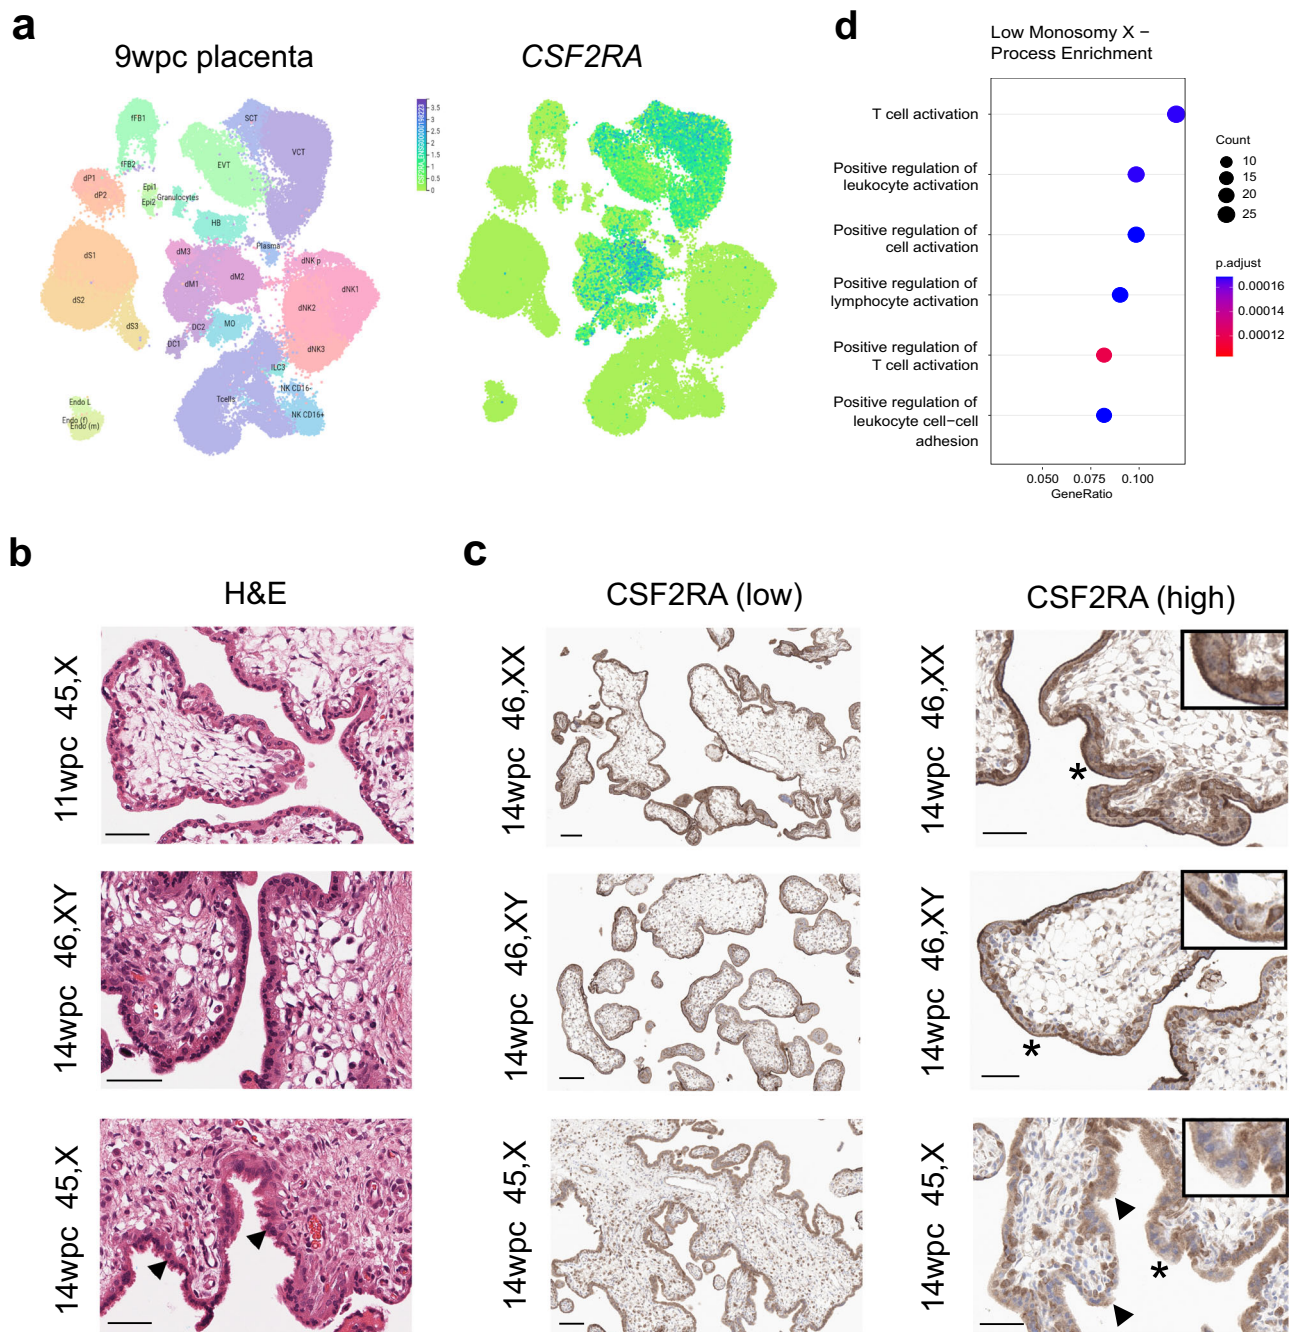 a
9wpc placenta
CSF2RA
fFB1
SCT
VCT
EVT
fFB2
dP1
dP2
Epi1
Epi2
Granulocytes
HB
Plasma
dM3
dNK p
dS1
dM1
dM2
dNK1
dS2
dNK2
DC2
MO
dS3
DC1
dNK3
ILC3
NK CD16-
Tcells
NK CD16+
Endo L
Endo (f)
Endo (m)
3.5
3
2.5
2
1.5
1
0.5
0
d
Low Monosomy X –
Process Enrichment
T cell activation
Positive regulation of
leukocyte activation
Positive regulation of
cell activation
Positive regulation of
lymphocyte activation
Positive regulation of
T cell activation
Positive regulation of
leukocyte cell–cell
adhesion
0.050 0.075 0.100
GeneRatio
Count
10
15
20
25
p.adjust
0.00016
0.00014
0.00012
b
H&E
11wpc 45,X
14wpc 46,XY
14wpc 45,X
c
CSF2RA (low)
CSF2RA (high)
14wpc 46,XX
14wpc 46,XX
*
14wpc 46,XY
14wpc 46,XY
*
14wpc 45,X
14wpc 45,X
*